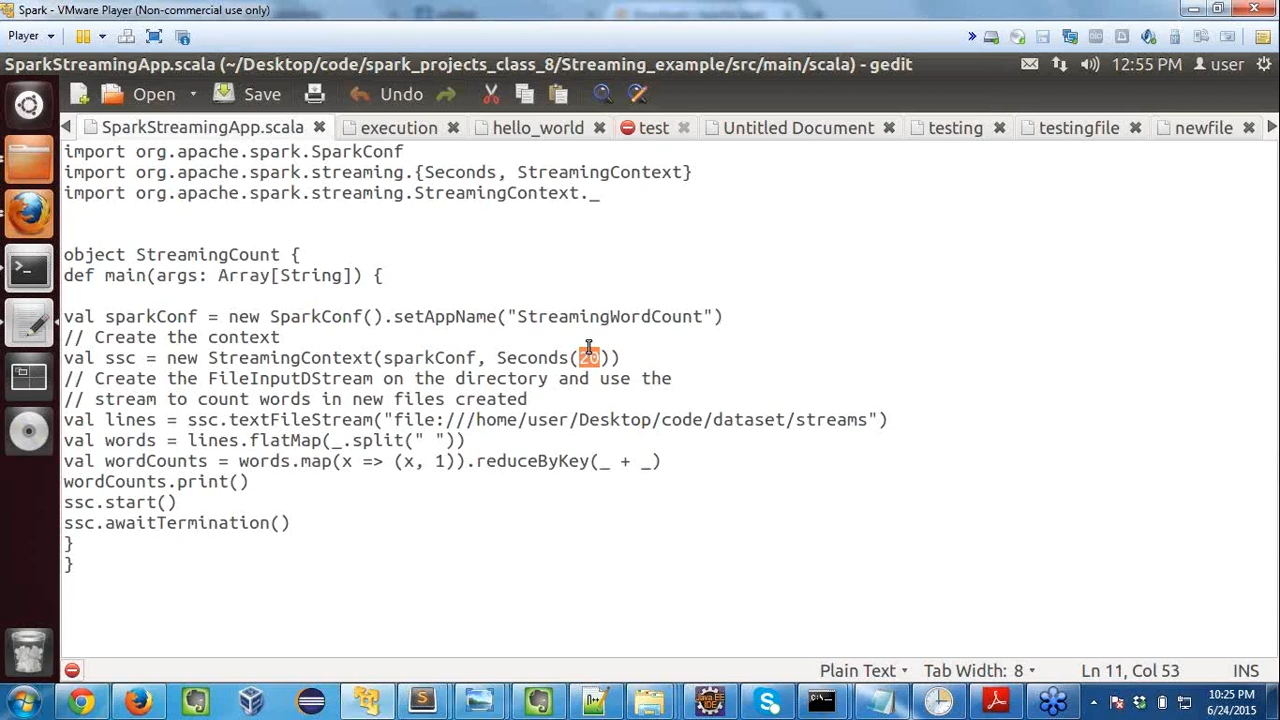 Spark - VMware Player (Non-commercial use only)
Player
SparkStreamingApp.scala (~/Desktop/code/spark_projects_class_8/Streaming_example/src/main/scala) - gedit
12:55 PM user
Open Save Undo
SparkStreamingApp.scala execution hello_world test Untitled Document testing testingfile newfile
import org.apache.spark.SparkConf
import org.apache.spark.streaming.{Seconds, StreamingContext}
import org.apache.spark.streaming.StreamingContext._
object StreamingCount {
def main(args: Array[String]) {
val sparkConf = new SparkConf().setAppName("StreamingWordCount")
// Create the context
val ssc = new StreamingContext(sparkConf, Seconds(20))
// Create the FileInputDStream on the directory and use the
// stream to count words in new files created
val lines = ssc.textFileStream("file:///home/user/Desktop/code/dataset/streams")
val words = lines.flatMap(_.split(" "))
val wordCounts = words.map(x => (x, 1)).reduceByKey(_ + _)
wordCounts.print()
ssc.start()
ssc.awaitTermination()
}
}
Plain Text Tab Width: 8 Ln 11, Col 53 INS
10:25 PM
6/24/2015